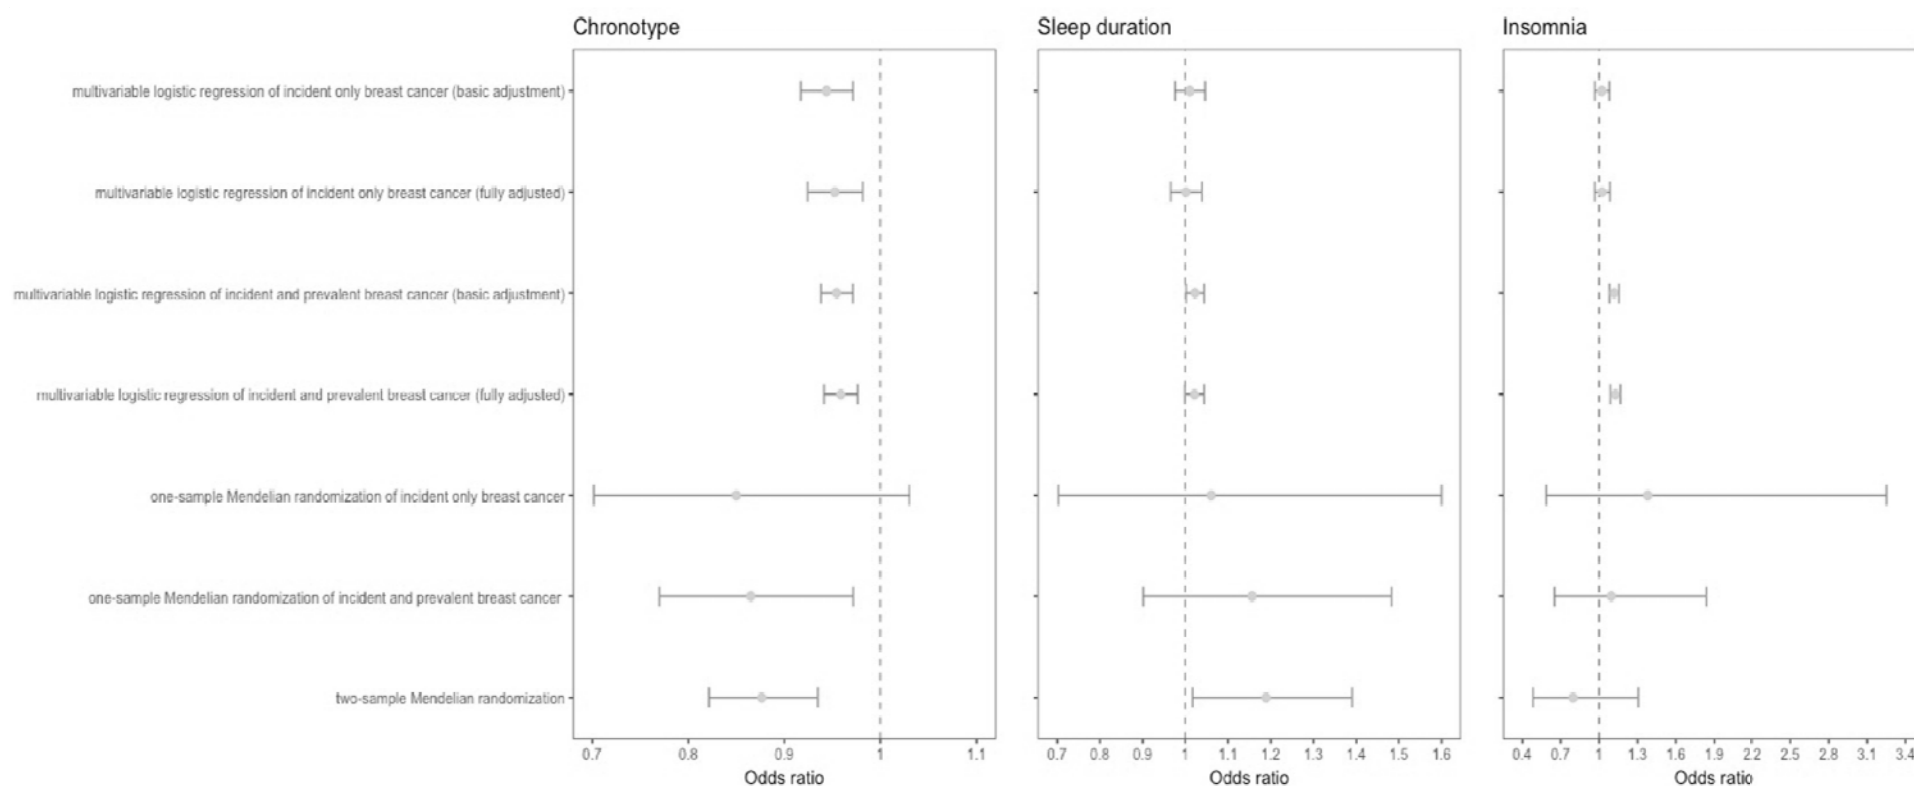 Chronotype
Sleep duration
Insomnia
multivariable logistic regression of incident only breast cancer (basic adjustment)
multivariable logistic regression of incident only breast cancer (fully adjusted)
multivariable logistic regression of incident and prevalent breast cancer (basic adjustment)
multivariable logistic regression of incident and prevalent breast cancer (fully adjusted)
one-sample Mendelian randomization of incident only breast cancer
one-sample Mendelian randomization of incident and prevalent breast cancer
two-sample Mendelian randomization
0.7 0.8 0.9 1 1.1
0.7 0.8 0.9 1 1.1 1.2 1.3 1.4 1.5 1.6
0.4 0.7 1 1.3 1.6 1.9 2.2 2.5 2.8 3.1 3.4
Odds ratio
Odds ratio
Odds ratio